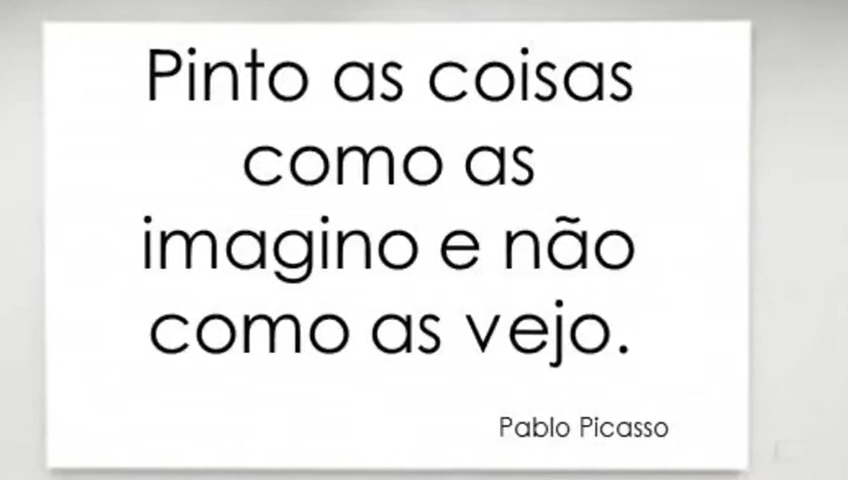 Pinto as coisas
como as
imagino e não
como as vejo.
Pablo Picasso